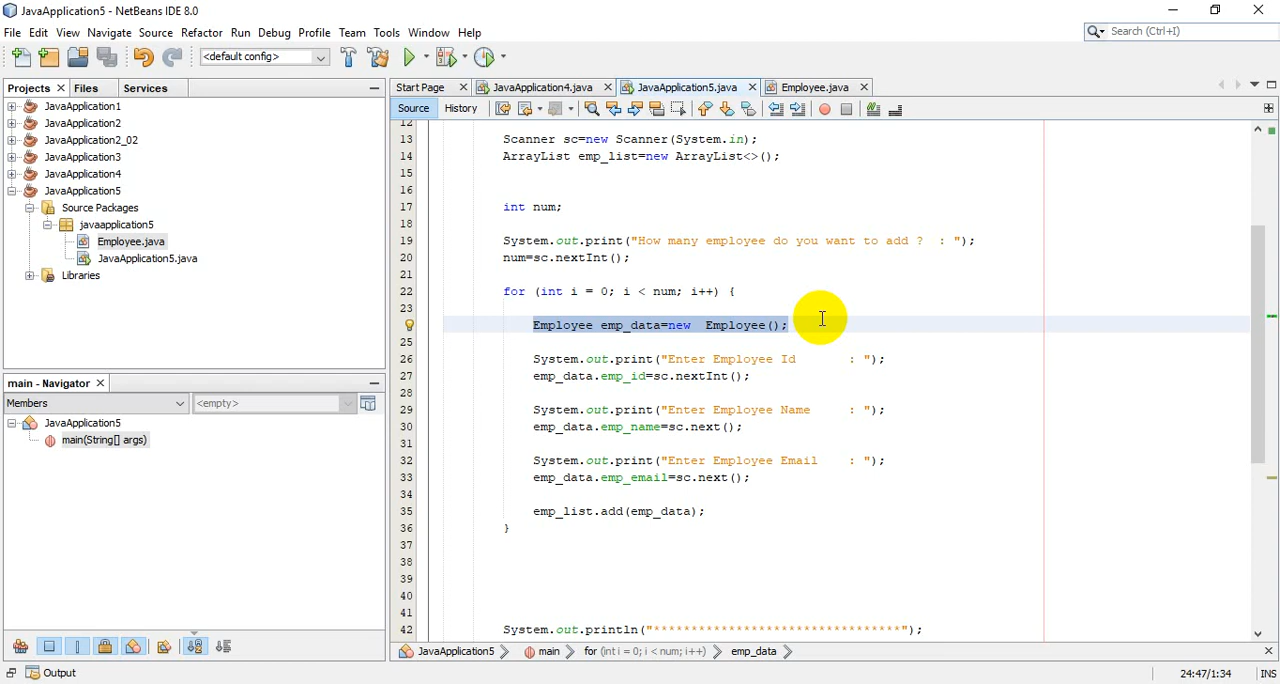 JavaApplication5 - NetBeans IDE 8.0
File Edit View Navigate Source Refactor Run Debug Profile Team Tools Window Help
Search (Ctrl+I)
<default config>
Projects Files Services
Start Page JavaApplication4.java JavaApplication5.java Employee.java
Source History
JavaApplication1
JavaApplication2
JavaApplication2_02
JavaApplication3
JavaApplication4
JavaApplication5
Source Packages
javaapplication5
Employee.java
JavaApplication5.java
Libraries
main - Navigator
Members <empty>
JavaApplication5
main(String[] args)
12
13 Scanner sc=new Scanner(System.in);
14 ArrayList emp_list=new ArrayList<>();
15
16
17 int num;
18
19 System.out.print("How many employee do you want to add ?  : ");
20 num=sc.nextInt();
21
22 for (int i = 0; i < num; i++) {
23
Employee emp_data=new  Employee();
25
26 System.out.print("Enter Employee Id       : ");
27 emp_data.emp_id=sc.nextInt();
28
29 System.out.print("Enter Employee Name     : ");
30 emp_data.emp_name=sc.next();
31
32 System.out.print("Enter Employee Email    : ");
33 emp_data.emp_email=sc.next();
34
35 emp_list.add(emp_data);
36 }
37
38
39
40
41
42 System.out.println("*********************************");
JavaApplication5 main for (int i = 0; i < num; i++) emp_data
Output
24:47/1:34 INS